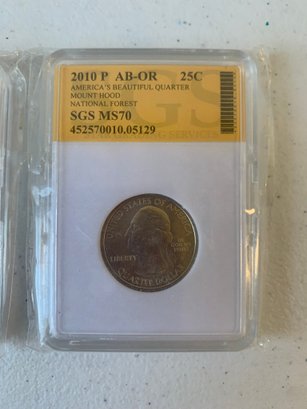 2010 P AB-OR 25C
AMERICA'S BEAUTIFUL QUARTER
MOUNT HOOD
NATIONAL FOREST
SGS MS70
452570010.05129
UNITED STATES OF AMERICA
LIBERTY
IN
GOD WE
TRUST
QUARTER DOLLAR